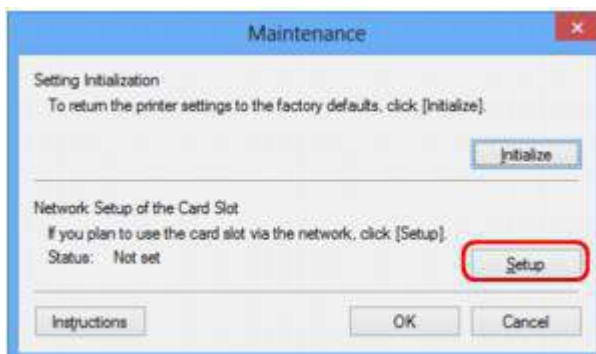 Maintenance
Setting Initialization
To return the printer settings to the factory defaults, click [Initialize].
Initialize
Network Setup of the Card Slot
If you plan to use the card slot via the network, click [Setup].
Status: Not set
Setup
Instructions OK Cancel